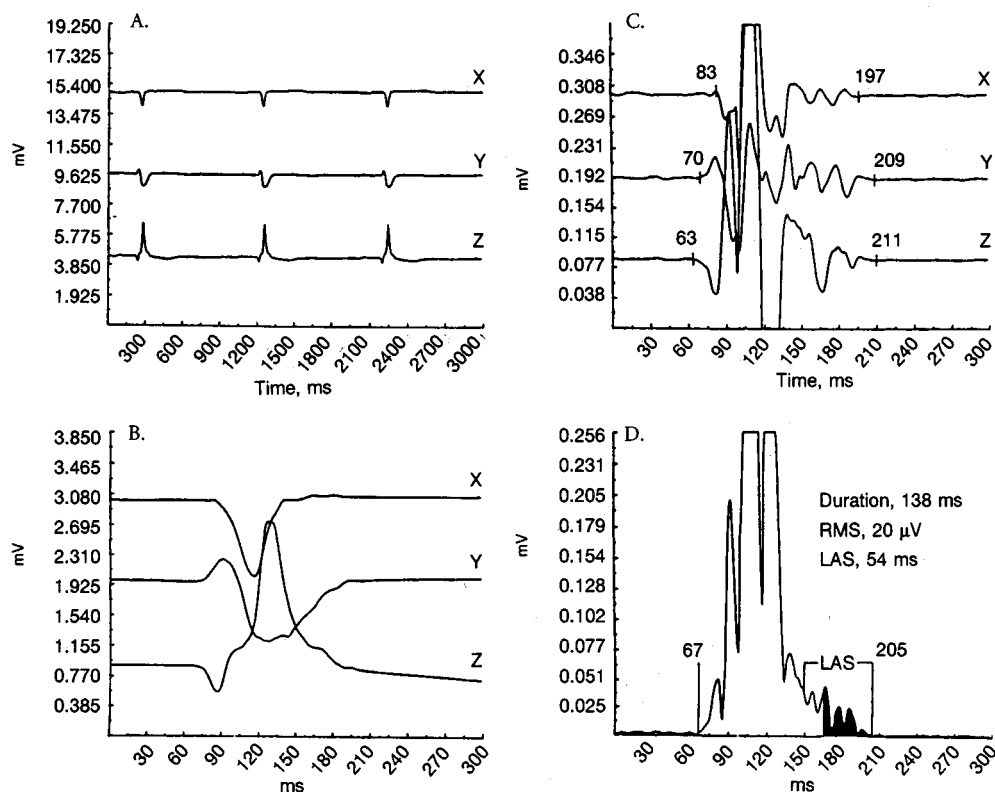 A.
19.250
17.325
15.400
13.475
11.550
9.625
7.700
5.775
3.850
1.925
mV
X
Y
Z
300 600 900 1200 1500 1800 2100 2400 2700 3000
Time, ms
C.
0.346
0.308
0.269
0.231
0.192
0.154
0.115
0.077
0.038
mV
83 197 X
70 209 Y
63 211 Z
30 60 90 120 150 180 210 240 270 300
Time, ms
B.
3.850
3.465
3.080
2.695
2.310
1.925
1.540
1.155
0.770
0.385
mV
X
Y
Z
30 60 90 120 150 180 210 240 270 300
ms
D.
0.256
0.231
0.205
0.179
0.154
0.128
0.102
0.077
0.051
0.025
mV
Duration, 138 ms
RMS, 20 μV
LAS, 54 ms
67 LAS 205
30 60 90 120 150 180 210 240 270 300
ms